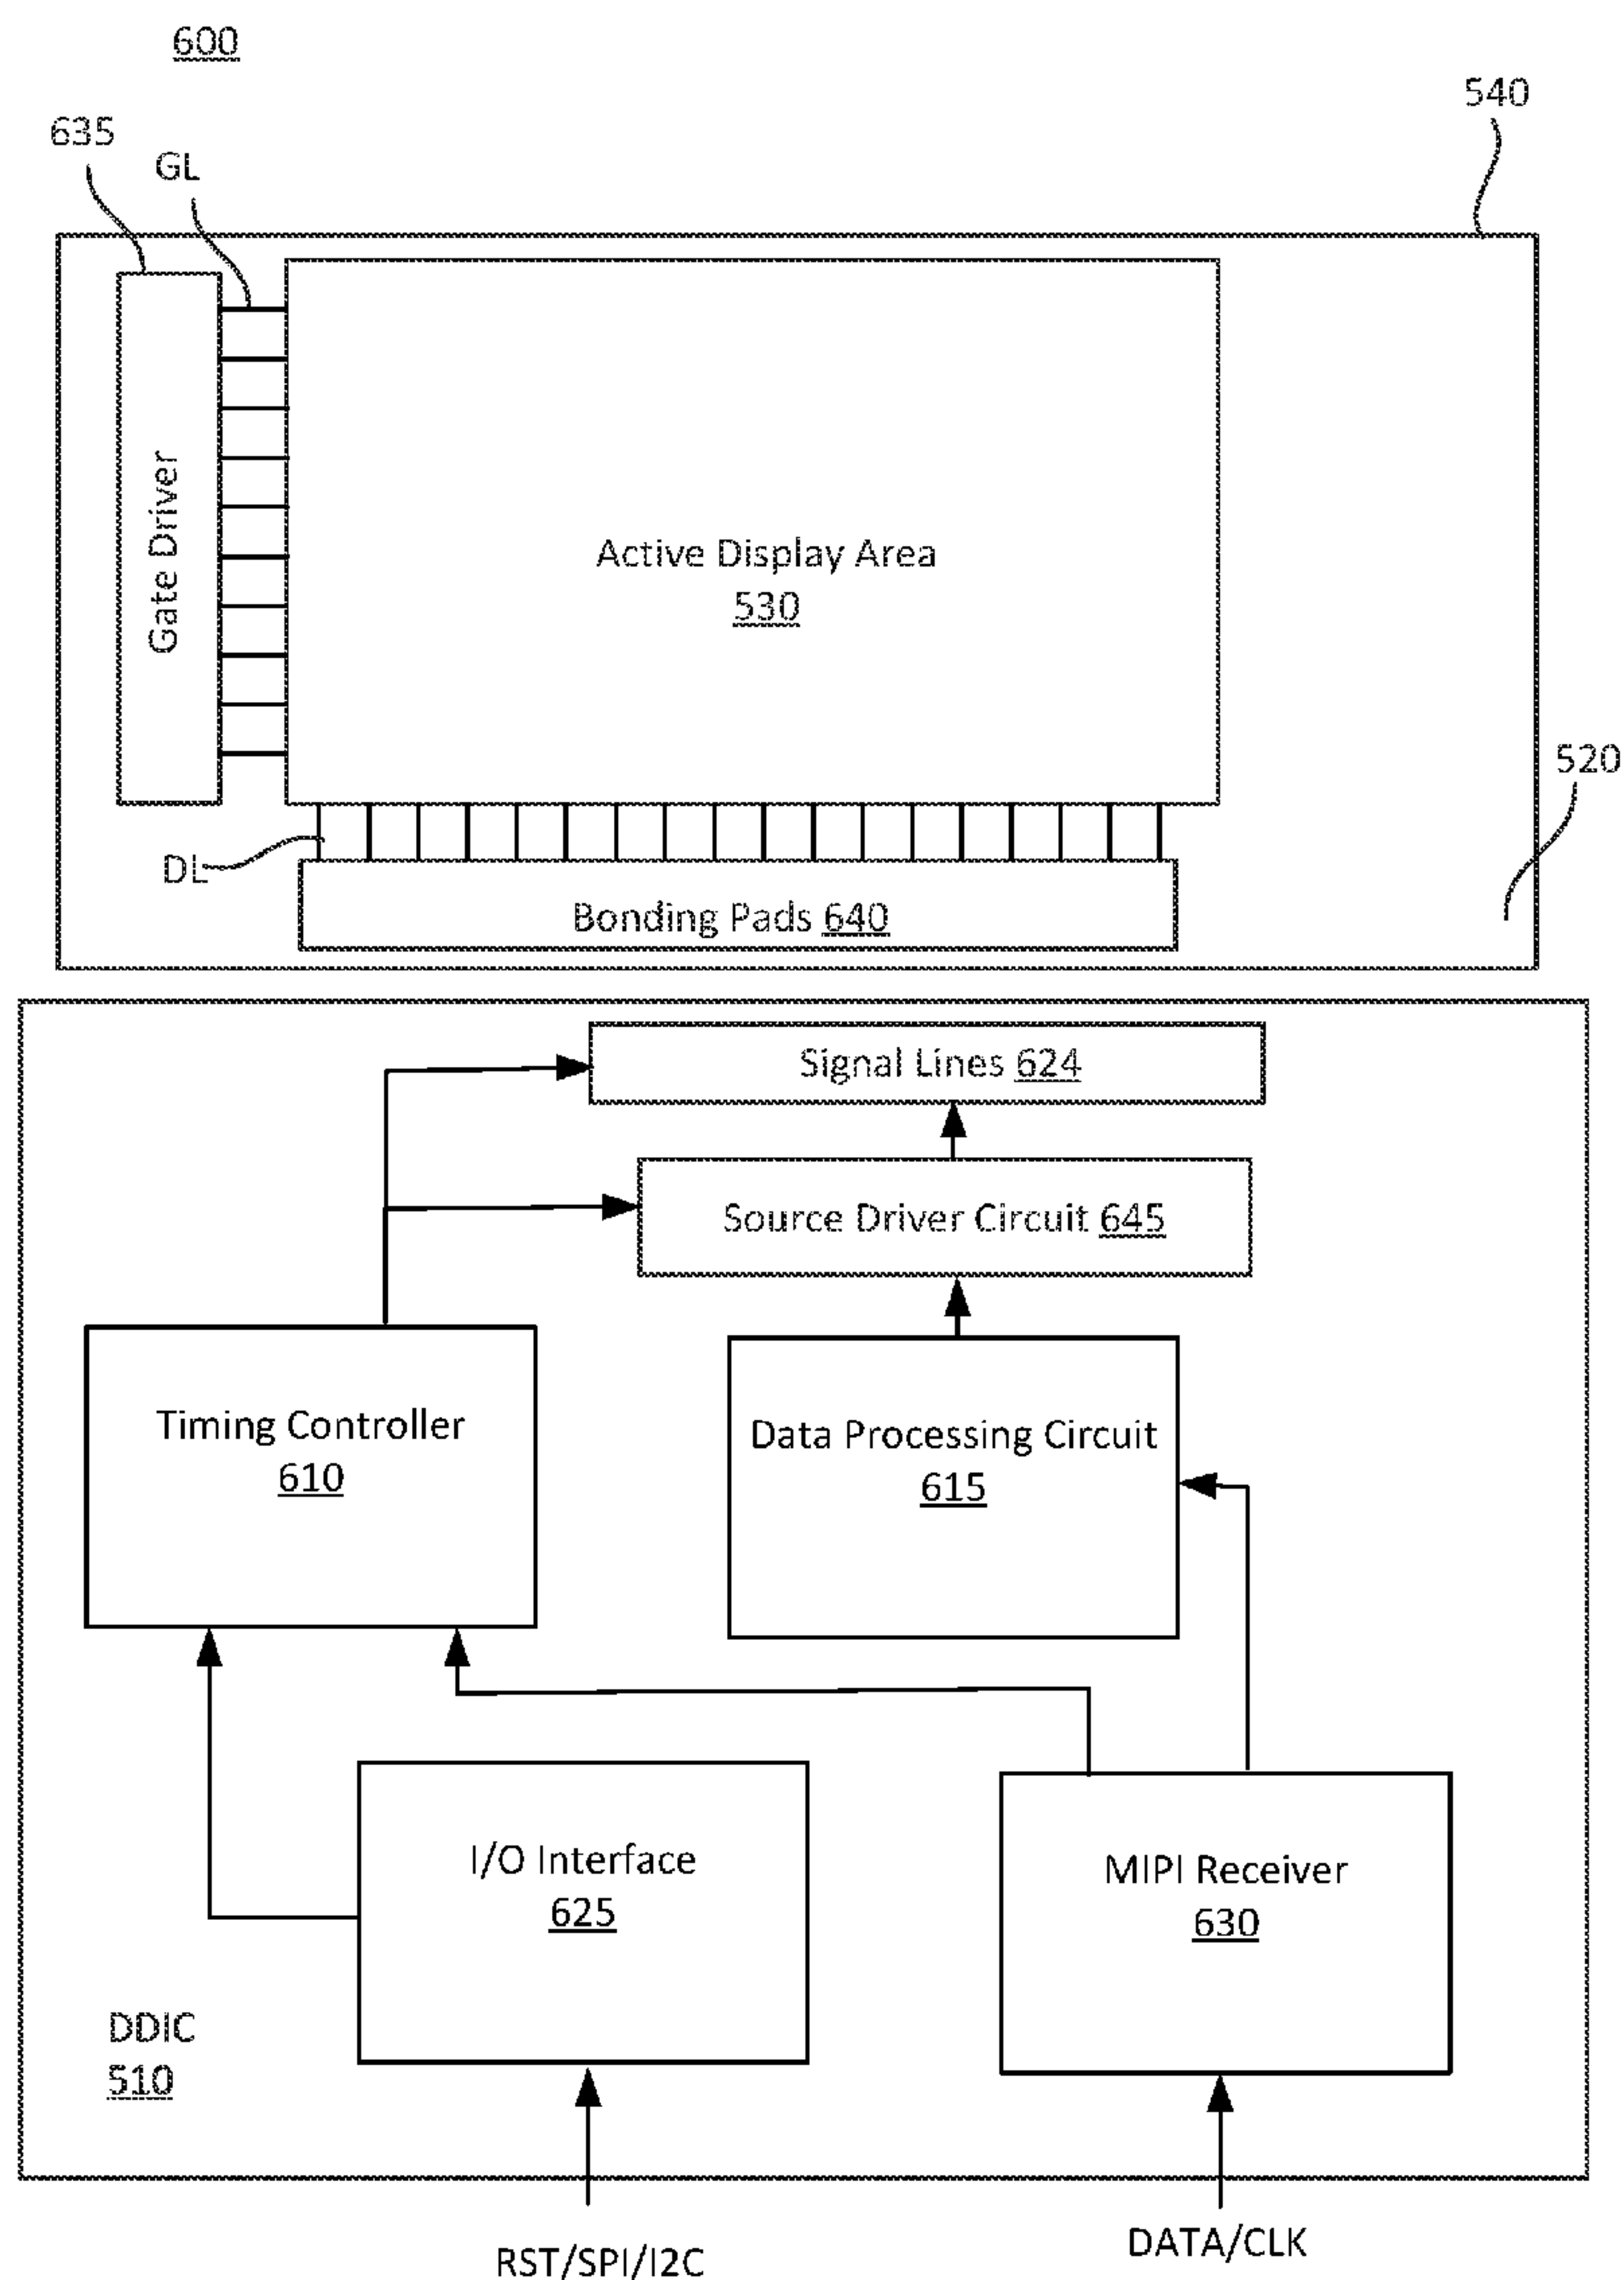 600
540
635
GL
Gate Driver
Active Display Area
530
520
DL
Bonding Pads 640
Signal Lines 624
Source Driver Circuit 645
Timing Controller
610
Data Processing Circuit
615
I/O Interface
625
MIPI Receiver
630
DDIC
510
RST/SPI/I2C
DATA/CLK